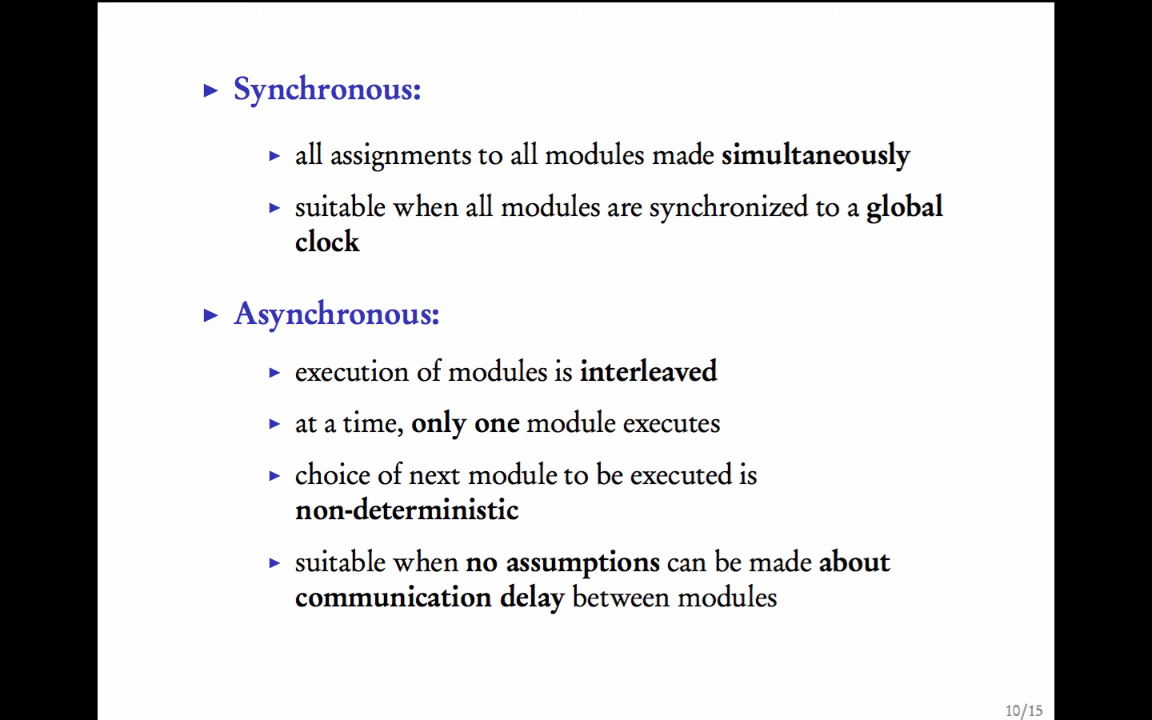 ► Synchronous:
► all assignments to all modules made simultaneously
► suitable when all modules are synchronized to a global
clock
► Asynchronous:
► execution of modules is interleaved
► at a time, only one module executes
► choice of next module to be executed is
non-deterministic
► suitable when no assumptions can be made about
communication delay between modules
10/15